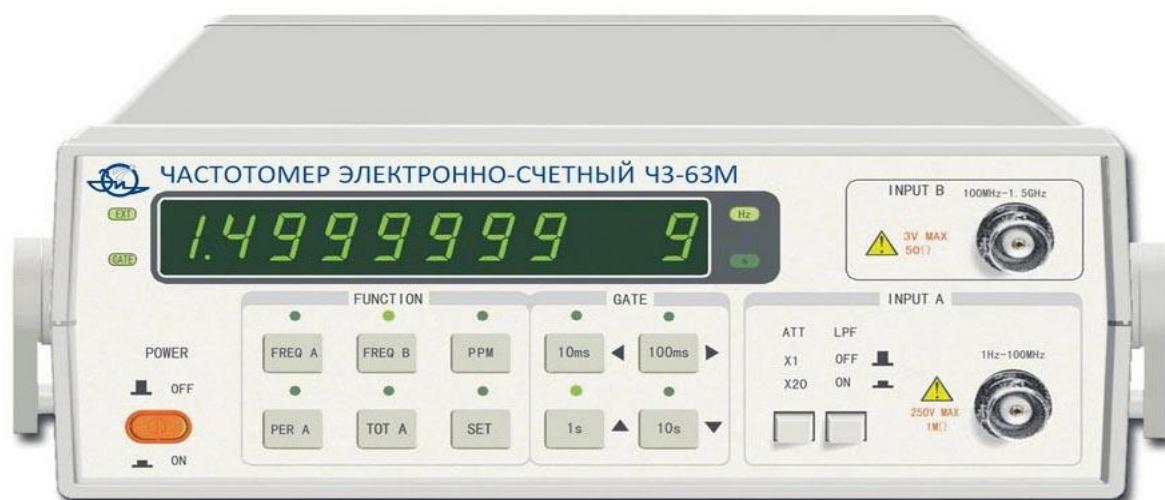 ЧАСТОТОМЕР ЭЛЕКТРОННО-СЧЕТНЫЙ ЧЗ-63М
EXT
GATE
1.4999999 9
Hz
s
INPUT B 100MHz-1.5GHz
3V MAX
50Ω
POWER
OFF
ON
FUNCTION
FREQ A FREQ B PPM
PER A TOT A SET
GATE
10ms 100ms
1s 10s
INPUT A
ATT LPF
X1 OFF
X20 ON
1Hz-100MHz
250V MAX
1MΩ